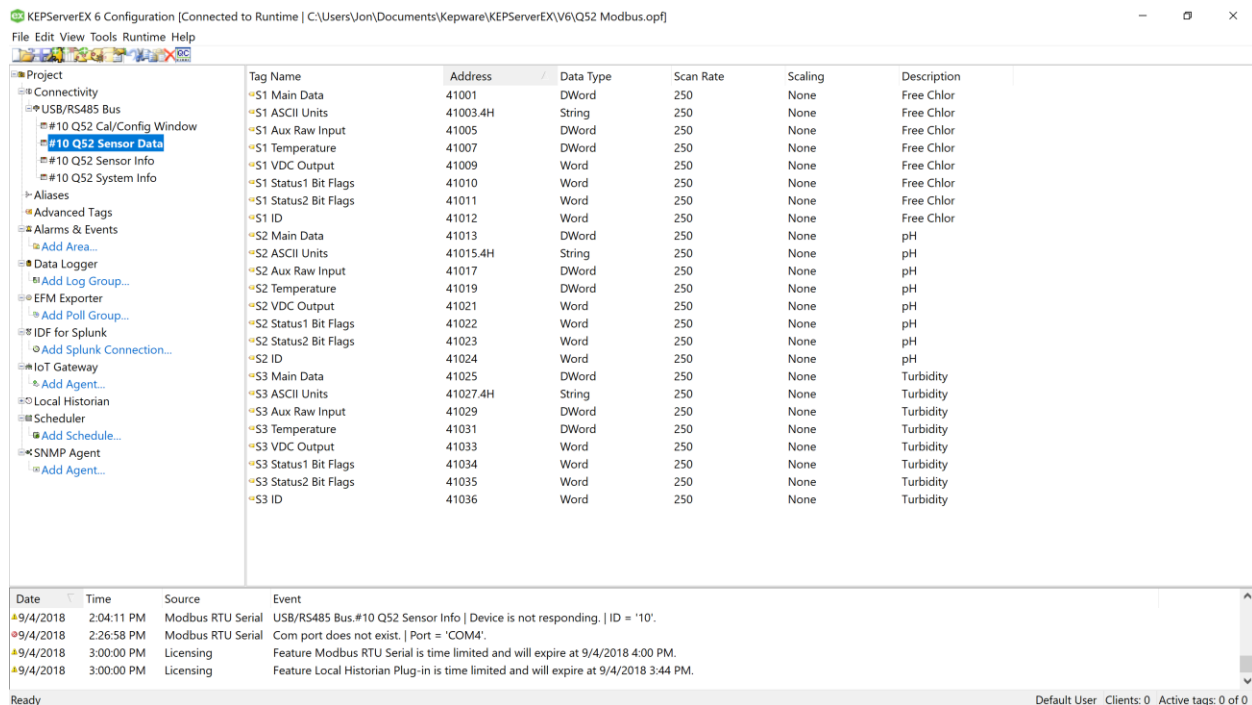 KEPServerEX 6 Configuration [Connected to Runtime | C:\Users\Jon\Documents\Kepware\KEPServerEX\V6\Q52 Modbus.opf]
File Edit View Tools Runtime Help
QC
Project
Connectivity
USB/RS485 Bus
#10 Q52 Cal/Config Window
#10 Q52 Sensor Data
#10 Q52 Sensor Info
#10 Q52 System Info
Aliases
Advanced Tags
Alarms & Events
Add Area...
Data Logger
Add Log Group...
EFM Exporter
Add Poll Group...
IDF for Splunk
Add Splunk Connection...
IoT Gateway
Add Agent...
Local Historian
Scheduler
Add Schedule...
SNMP Agent
Add Agent...
Tag Name Address Data Type Scan Rate Scaling Description
S1 Main Data 41001 DWord 250 None Free Chlor
S1 ASCII Units 41003.4H String 250 None Free Chlor
S1 Aux Raw Input 41005 DWord 250 None Free Chlor
S1 Temperature 41007 DWord 250 None Free Chlor
S1 VDC Output 41009 Word 250 None Free Chlor
S1 Status1 Bit Flags 41010 Word 250 None Free Chlor
S1 Status2 Bit Flags 41011 Word 250 None Free Chlor
S1 ID 41012 Word 250 None Free Chlor
S2 Main Data 41013 DWord 250 None pH
S2 ASCII Units 41015.4H String 250 None pH
S2 Aux Raw Input 41017 DWord 250 None pH
S2 Temperature 41019 DWord 250 None pH
S2 VDC Output 41021 Word 250 None pH
S2 Status1 Bit Flags 41022 Word 250 None pH
S2 Status2 Bit Flags 41023 Word 250 None pH
S2 ID 41024 Word 250 None pH
S3 Main Data 41025 DWord 250 None Turbidity
S3 ASCII Units 41027.4H String 250 None Turbidity
S3 Aux Raw Input 41029 DWord 250 None Turbidity
S3 Temperature 41031 DWord 250 None Turbidity
S3 VDC Output 41033 Word 250 None Turbidity
S3 Status1 Bit Flags 41034 Word 250 None Turbidity
S3 Status2 Bit Flags 41035 Word 250 None Turbidity
S3 ID 41036 Word 250 None Turbidity
Date Time Source Event
9/4/2018 2:04:11 PM Modbus RTU Serial USB/RS485 Bus.#10 Q52 Sensor Info | Device is not responding. | ID = '10'.
9/4/2018 2:26:58 PM Modbus RTU Serial Com port does not exist. | Port = 'COM4'.
9/4/2018 3:00:00 PM Licensing Feature Modbus RTU Serial is time limited and will expire at 9/4/2018 4:00 PM.
9/4/2018 3:00:00 PM Licensing Feature Local Historian Plug-in is time limited and will expire at 9/4/2018 3:44 PM.
Ready Default User Clients: 0 Active tags: 0 of 0